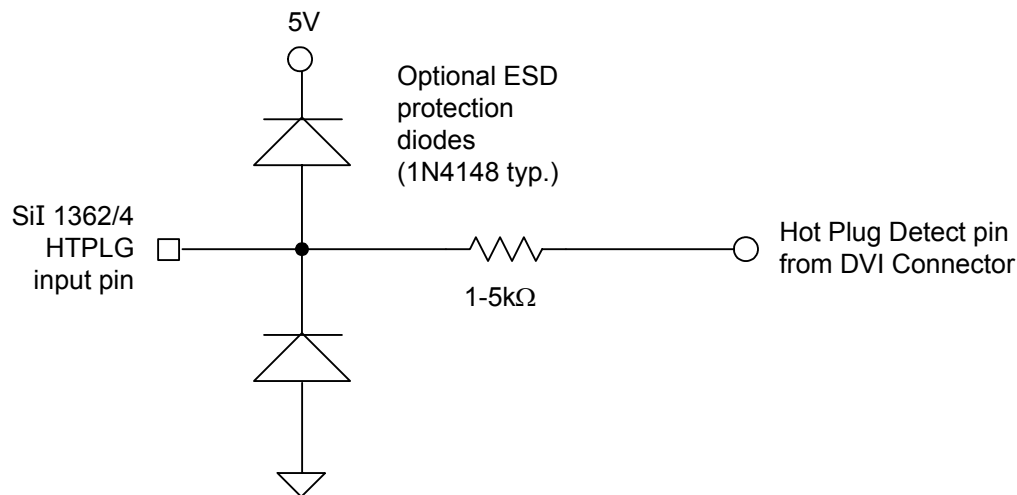 5V
Optional ESD
protection
diodes
(1N4148 typ.)
SiI 1362/4
HTPLG
input pin
Hot Plug Detect pin
from DVI Connector
1-5kΩ